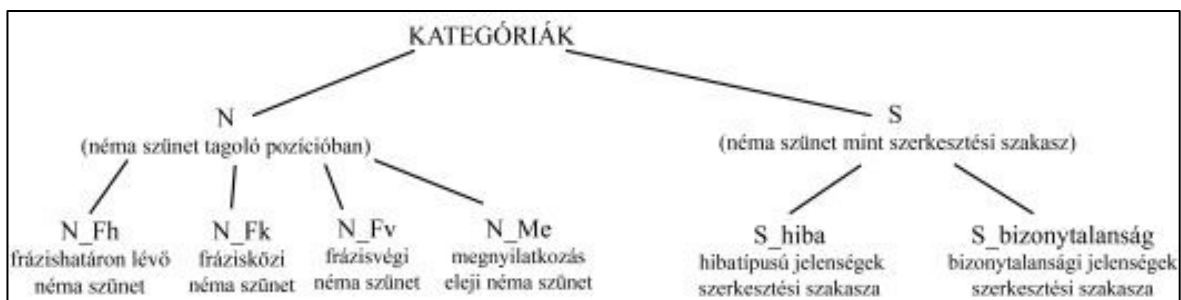 KATEGÓRIÁK
N
(néma szünet tagoló pozícióban)
S
(néma szünet mint szerkesztési szakasz)
N_Fh
frázishatáron lévő
néma szünet
N_Fk
frázisközi
néma szünet
N_Fv
frázisvégi
néma szünet
N_Me
megnyilatkozás
eleji néma szünet
S_hiba
hibatípusú jelenségek
szerkesztési szakasza
S_bizonytalanság
bizonytalansági jelenségek
szerkesztési szakasza